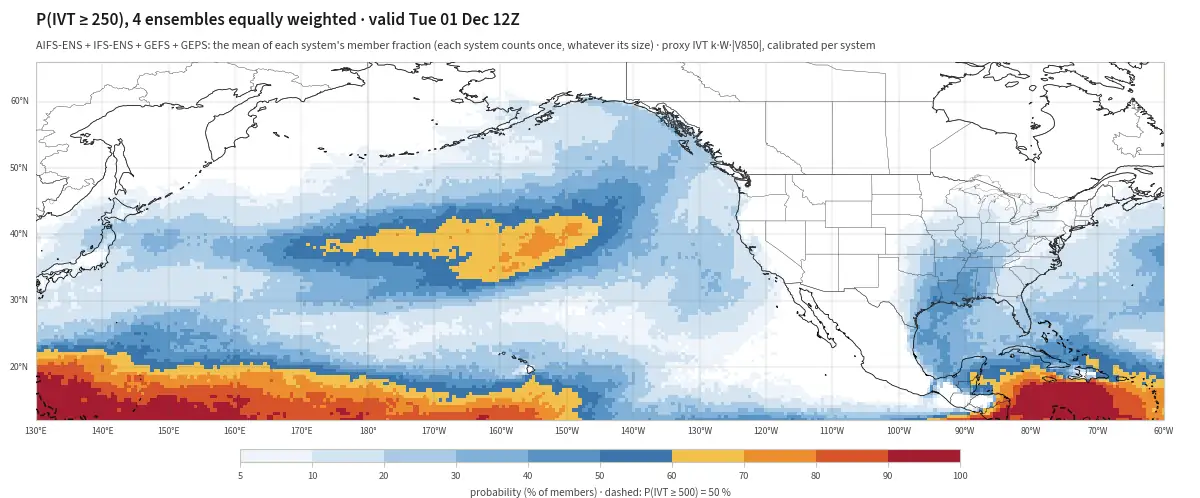 P(IVT ≥ 250), 4 ensembles equally weighted · valid Tue 01 Dec 12Z
AIFS-ENS + IFS-ENS + GEFS + GEPS: the mean of each system's member fraction (each system counts once, whatever its size) · proxy IVT k·W·|V850|, calibrated per system
60°N
50°N
40°N
30°N
20°N
130°E 140°E 150°E 160°E 170°E 180° 170°W 160°W 150°W 140°W 130°W 120°W 110°W 100°W 90°W 80°W 70°W 60°W
5 10 20 30 40 50 60 70 80 90 100
probability (% of members) · dashed: P(IVT ≥ 500) = 50 %